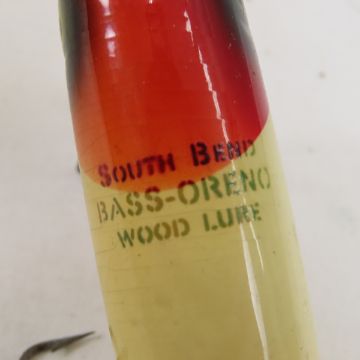 SOUTH BEND
BASS-ORENO
WOOD LURE